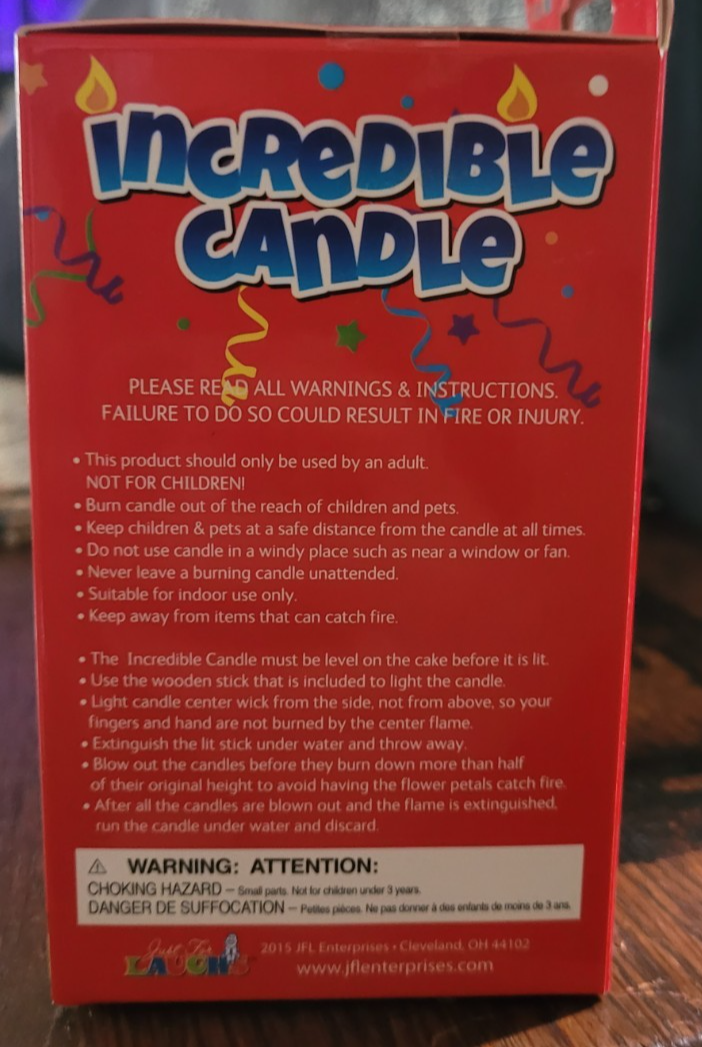 INCREDIBLE
CANDLE
PLEASE READ ALL WARNINGS & INSTRUCTIONS.
FAILURE TO DO SO COULD RESULT IN FIRE OR INJURY.
• This product should only be used by an adult.
NOT FOR CHILDREN!
• Burn candle out of the reach of children and pets.
• Keep children & pets at a safe distance from the candle at all times.
• Do not use candle in a windy place such as near a window or fan.
• Never leave a burning candle unattended.
• Suitable for indoor use only.
• Keep away from items that can catch fire.
• The Incredible Candle must be level on the cake before it is lit.
• Use the wooden stick that is included to light the candle.
• Light candle center wick from the side, not from above, so your
fingers and hand are not burned by the center flame.
• Extinguish the lit stick under water and throw away.
• Blow out the candles before they burn down more than half
of their original height to avoid having the flower petals catch fire.
• After all the candles are blown out and the flame is extinguished,
run the candle under water and discard.
⚠ WARNING: ATTENTION:
CHOKING HAZARD – Small parts. Not for children under 3 years.
DANGER DE SUFFOCATION – Petites pièces. Ne pas donner à des enfants de moins de 3 ans.
Just For
LAUGHS
2015 JFL Enterprises • Cleveland, OH 44102
www.jflenterprises.com